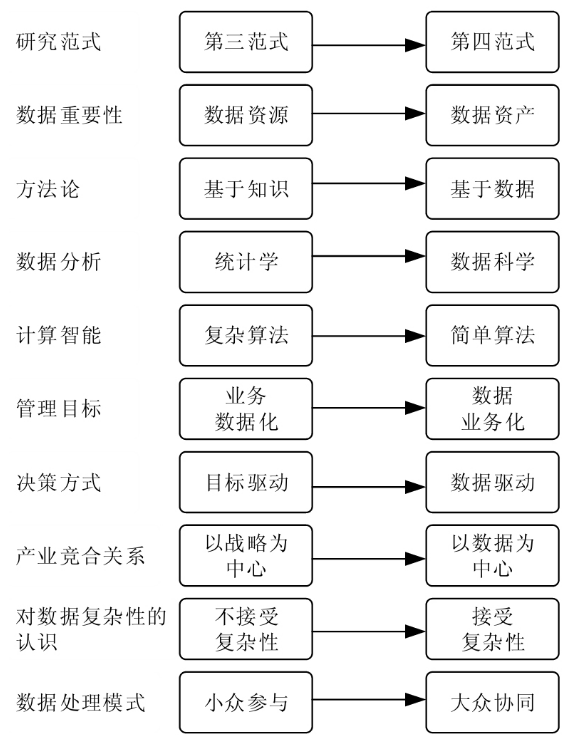 研究范式 第三范式 第四范式
数据重要性 数据资源 数据资产
方法论 基于知识 基于数据
数据分析 统计学 数据科学
计算智能 复杂算法 简单算法
管理目标
业务
数据化
数据
业务化
决策方式 目标驱动 数据驱动
产业竞合关系
以战略为
中心
以数据为
中心
对数据复杂性的
认识
不接受
复杂性
接受
复杂性
数据处理模式 小众参与 大众协同